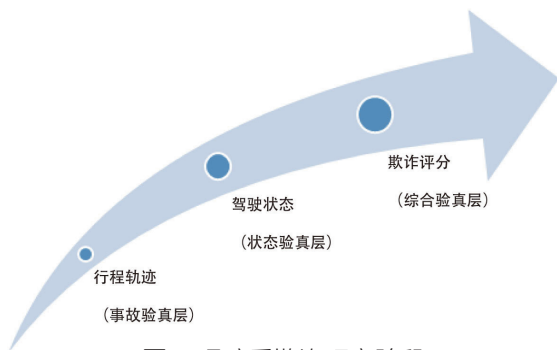 欺诈评分
（综合验真层）
驾驶状态
（状态验真层）
行程轨迹
（事故验真层）